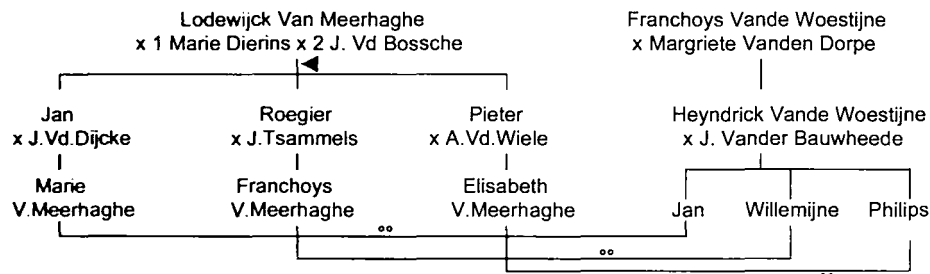 Lodewijck Van Meerhaghe
x 1 Marie Dierins x 2 J. Vd Bossche
Franchoys Vande Woestijne
x Margriete Vanden Dorpe
Jan
x J.Vd.Dijcke
Roegier
x J.Tsammels
Pieter
x A.Vd.Wiele
Heyndrick Vande Woestijne
x J. Vander Bauwheede
Marie
V.Meerhaghe
Franchoys
V.Meerhaghe
Elisabeth
V.Meerhaghe
Jan Willemijne Philips
°°
°°